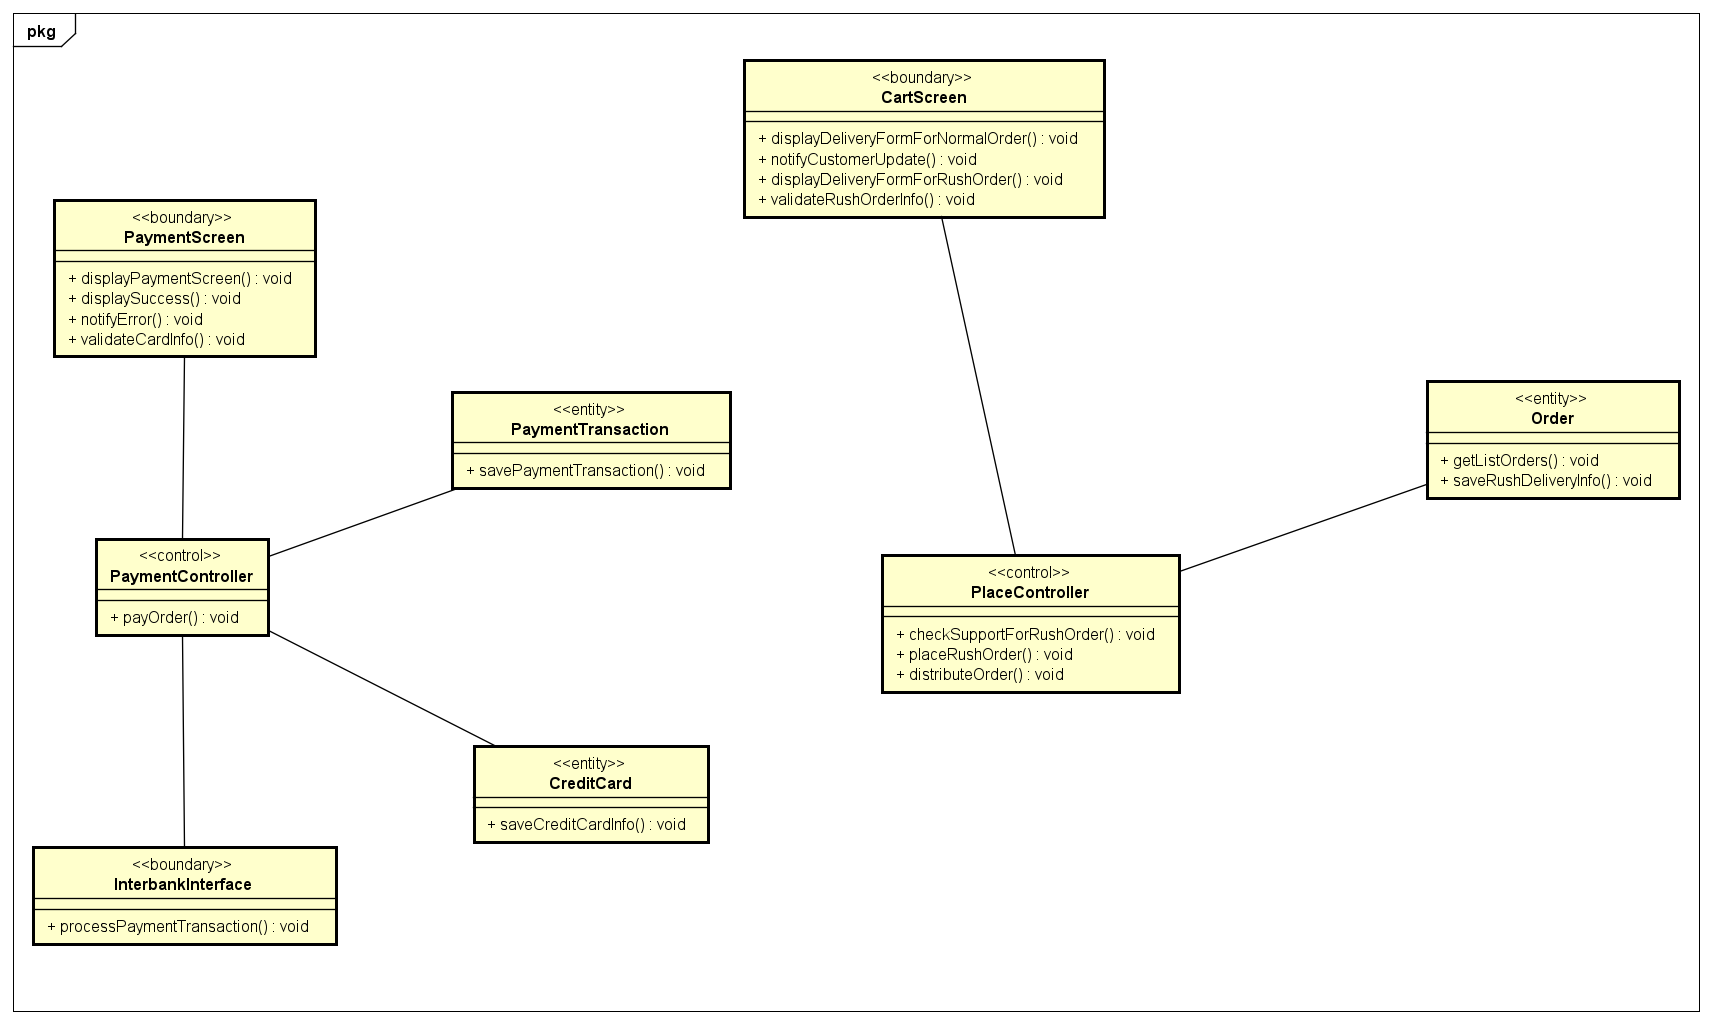 pkg
<<boundary>>
CartScreen
+ displayDeliveryFormForNormalOrder() : void
+ notifyCustomerUpdate() : void
+ displayDeliveryFormForRushOrder() : void
+ validateRushOrderInfo() : void
<<boundary>>
PaymentScreen
+ displayPaymentScreen() : void
+ displaySuccess() : void
+ notifyError() : void
+ validateCardInfo() : void
<<entity>>
PaymentTransaction
+ savePaymentTransaction() : void
<<entity>>
Order
+ getListOrders() : void
+ saveRushDeliveryInfo() : void
<<control>>
PaymentController
+ payOrder() : void
<<control>>
PlaceController
+ checkSupportForRushOrder() : void
+ placeRushOrder() : void
+ distributeOrder() : void
<<entity>>
CreditCard
+ saveCreditCardInfo() : void
<<boundary>>
InterbankInterface
+ processPaymentTransaction() : void